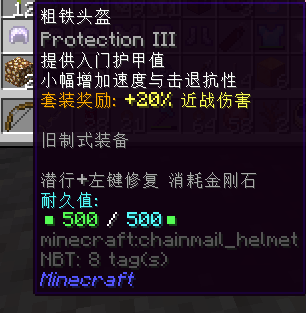 12
粗铁头盔
Protection III
提供入门护甲值
小幅增加速度与击退抗性
套装奖励: +20% 近战伤害
旧制式装备
潜行+左键修复 消耗金刚石
耐久值:
▪ 500 / 500 ▪
minecraft:chainmail_helmet
NBT: 8 tag(s)
Minecraft